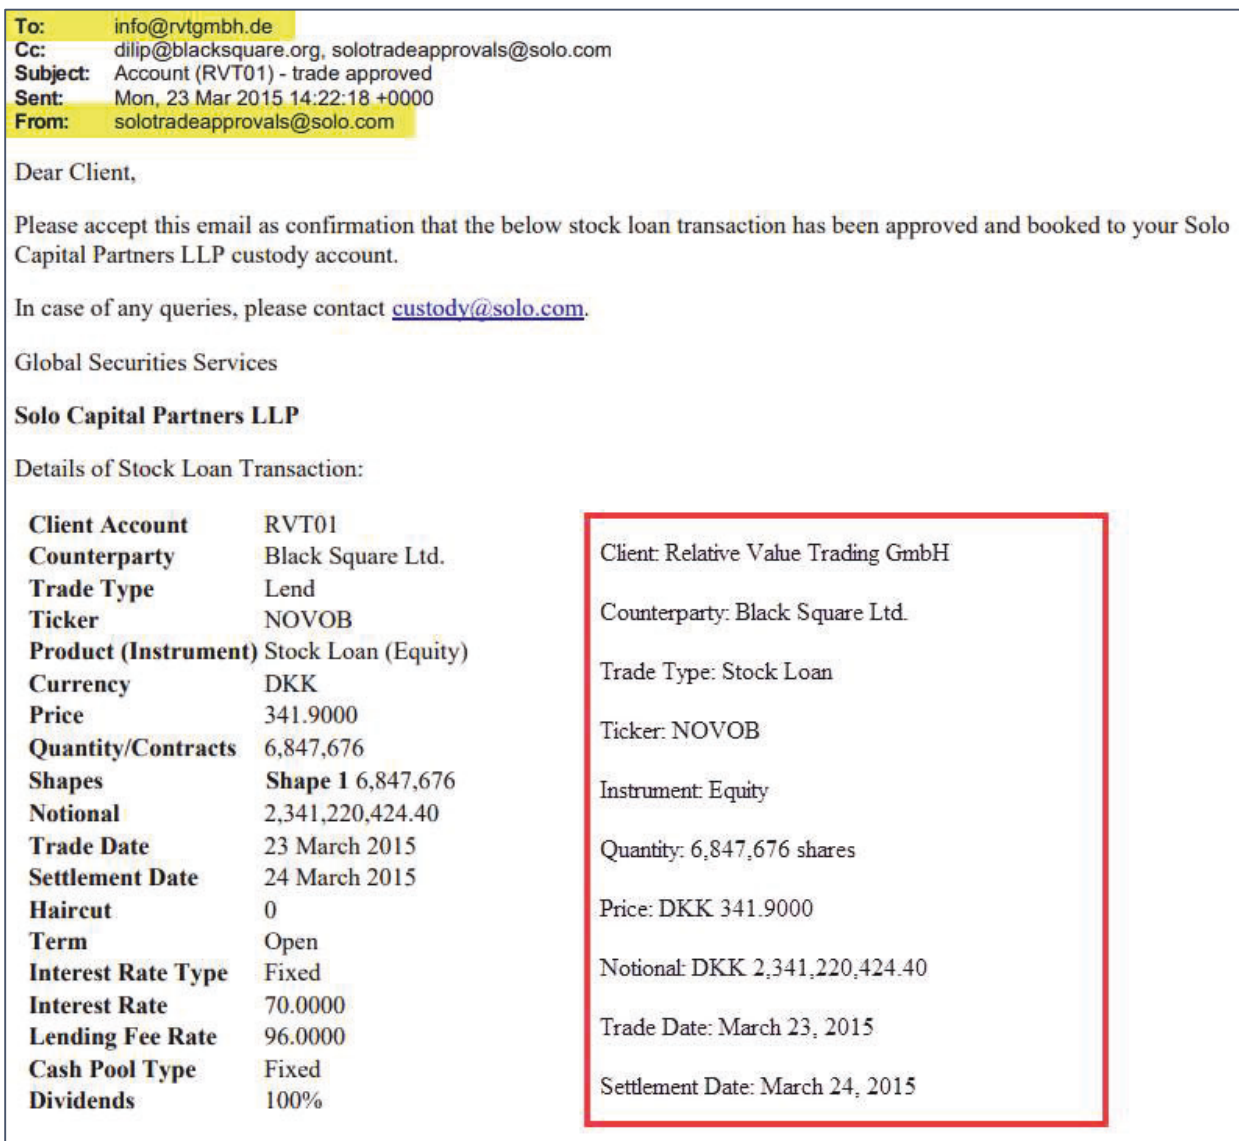 To: info@rvtgmbh.de
Cc: dilip@blacksquare.org, solotradeapprovals@solo.com
Subject: Account (RVT01) - trade approved
Sent: Mon, 23 Mar 2015 14:22:18 +0000
From: solotradeapprovals@solo.com
Dear Client,
Please accept this email as confirmation that the below stock loan transaction has been approved and booked to your Solo
Capital Partners LLP custody account.
In case of any queries, please contact custody@solo.com.
Global Securities Services
Solo Capital Partners LLP
Details of Stock Loan Transaction:
Client Account RVT01
Counterparty Black Square Ltd.
Trade Type Lend
Ticker NOVOB
Product (Instrument) Stock Loan (Equity)
Currency DKK
Price 341.9000
Quantity/Contracts 6,847,676
Shapes Shape 1 6,847,676
Notional 2,341,220,424.40
Trade Date 23 March 2015
Settlement Date 24 March 2015
Haircut 0
Term Open
Interest Rate Type Fixed
Interest Rate 70.0000
Lending Fee Rate 96.0000
Cash Pool Type Fixed
Dividends 100%
Client: Relative Value Trading GmbH
Counterparty: Black Square Ltd.
Trade Type: Stock Loan
Ticker: NOVOB
Instrument: Equity
Quantity: 6,847,676 shares
Price: DKK 341.9000
Notional: DKK 2,341,220,424.40
Trade Date: March 23, 2015
Settlement Date: March 24, 2015